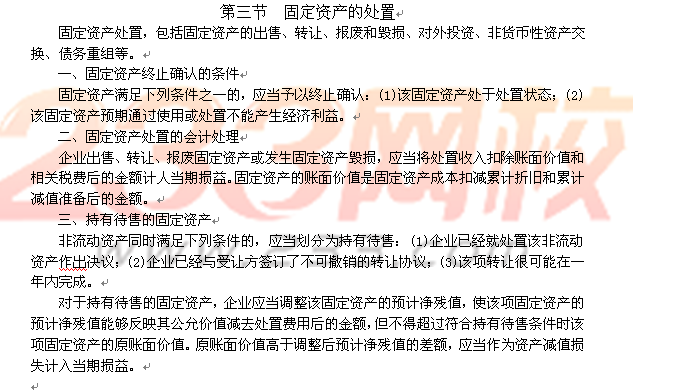 第三节　固定资产的处置
固定资产处置，包括固定资产的出售、转让、报废和毁损、对外投资、非货币性资产交
换、债务重组等。
一、固定资产终止确认的条件
固定资产满足下列条件之一的，应当予以终止确认：(1)该固定资产处于处置状态；(2)
该固定资产预期通过使用或处置不能产生经济利益。
二、固定资产处置的会计处理
企业出售、转让、报废固定资产或发生固定资产毁损，应当将处置收入扣除账面价值和
相关税费后的金额计人当期损益。固定资产的账面价值是固定资产成本扣减累计折旧和累计
减值准备后的金额。
三、持有待售的固定资产
非流动资产同时满足下列条件的，应当划分为持有待售：(1)企业已经就处置该非流动
资产作出决议；(2)企业已经与受让方签订了不可撤销的转让协议；(3)该项转让很可能在一
年内完成。
对于持有待售的固定资产，企业应当调整该固定资产的预计净残值，使该项固定资产的
预计净残值能够反映其公允价值减去处置费用后的金额，但不得超过符合持有待售条件时该
项固定资产的原账面价值。原账面价值高于调整后预计净残值的差额，应当作为资产减值损
失计入当期损益。
233网校